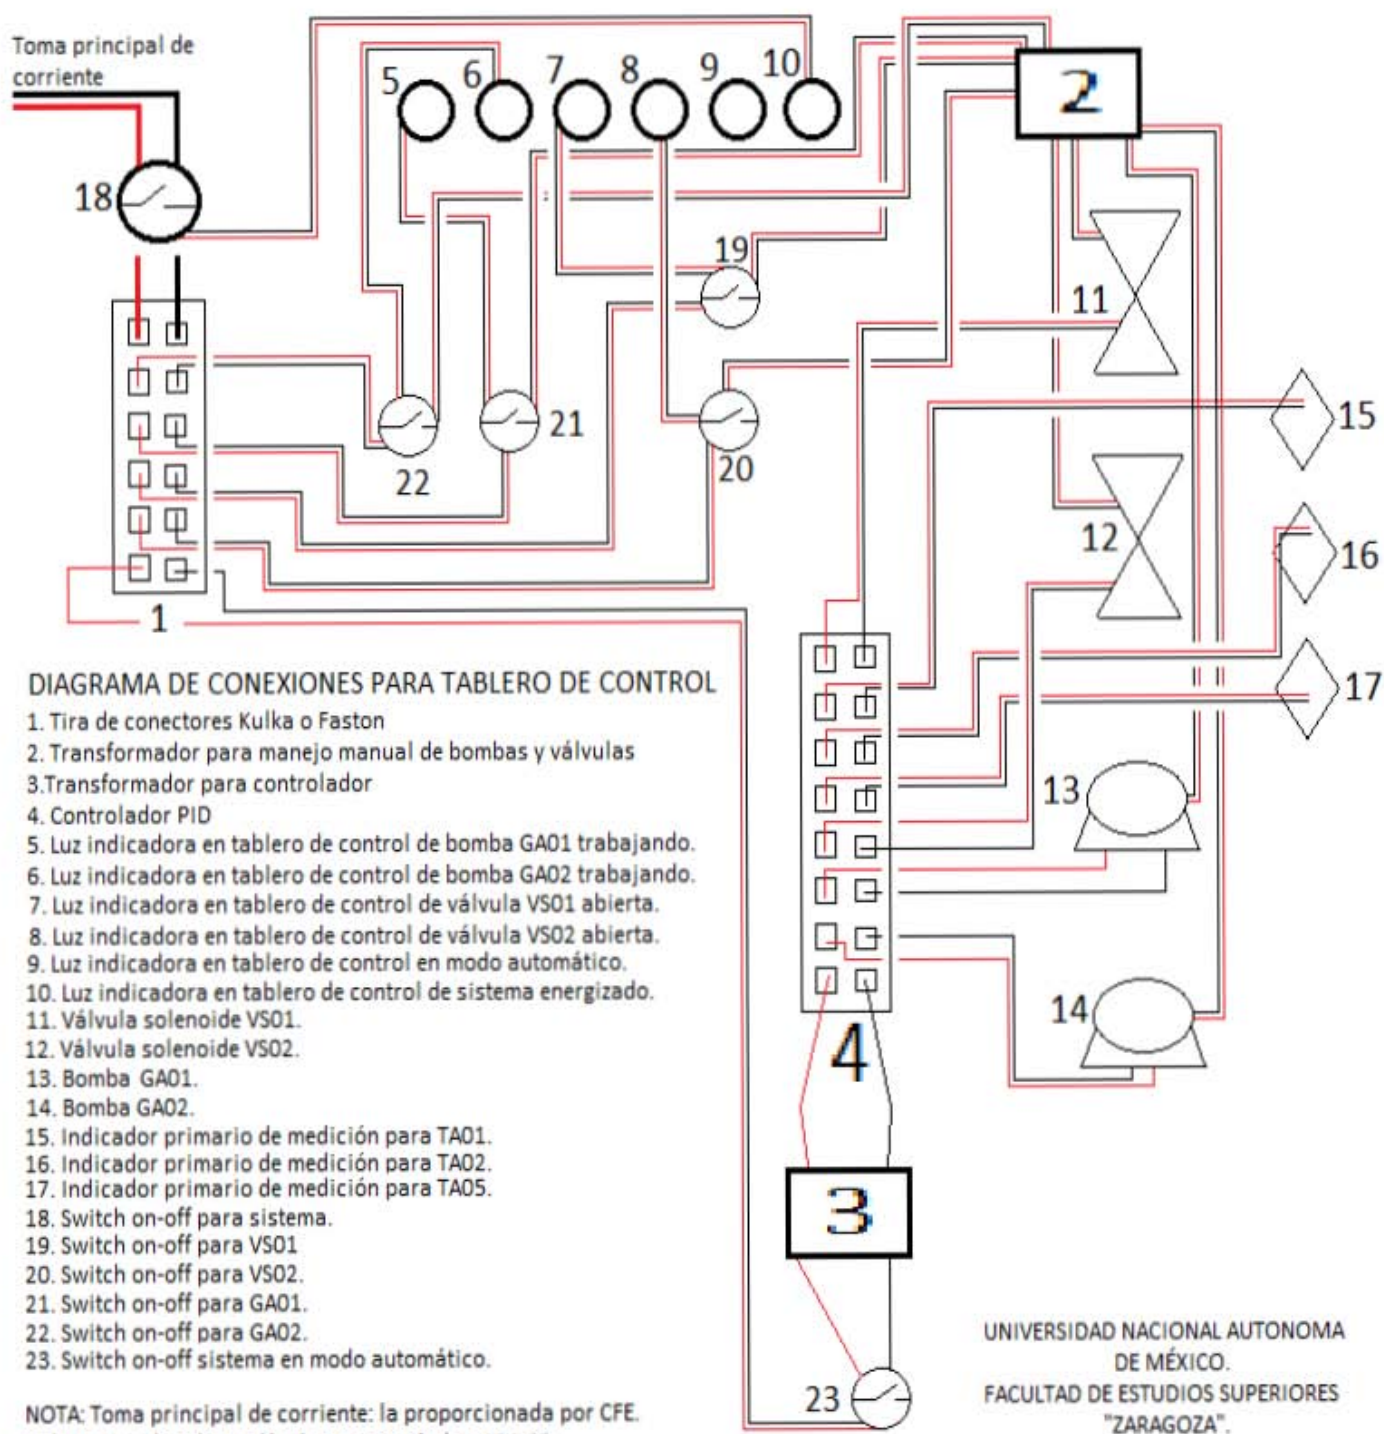 Toma principal de
corriente
5
6
7
8
9
10
2
18
19
11
15
21
22
20
12
16
1
17
DIAGRAMA DE CONEXIONES PARA TABLERO DE CONTROL
1. Tira de conectores Kulka o Faston
2. Transformador para manejo manual de bombas y válvulas
3.Transformador para controlador
4. Controlador PID
5. Luz indicadora en tablero de control de bomba GA01 trabajando.
6. Luz indicadora en tablero de control de bomba GA02 trabajando.
7. Luz indicadora en tablero de control de válvula VS01 abierta.
8. Luz indicadora en tablero de control de válvula VS02 abierta.
9. Luz indicadora en tablero de control en modo automático.
10. Luz indicadora en tablero de control de sistema energizado.
11. Válvula solenoide VS01.
12. Válvula solenoide VS02.
13. Bomba GA01.
14. Bomba GA02.
15. Indicador primario de medición para TA01.
16. Indicador primario de medición para TA02.
17. Indicador primario de medición para TA05.
18. Switch on-off para sistema.
19. Switch on-off para VS01
20. Switch on-off para VS02.
21. Switch on-off para GA01.
22. Switch on-off para GA02.
23. Switch on-off sistema en modo automático.
NOTA: Toma principal de corriente: la proporcionada por CFE.
13
14
4
3
23
UNIVERSIDAD NACIONAL AUTONOMA
DE MÉXICO.
FACULTAD DE ESTUDIOS SUPERIORES
"ZARAGOZA".